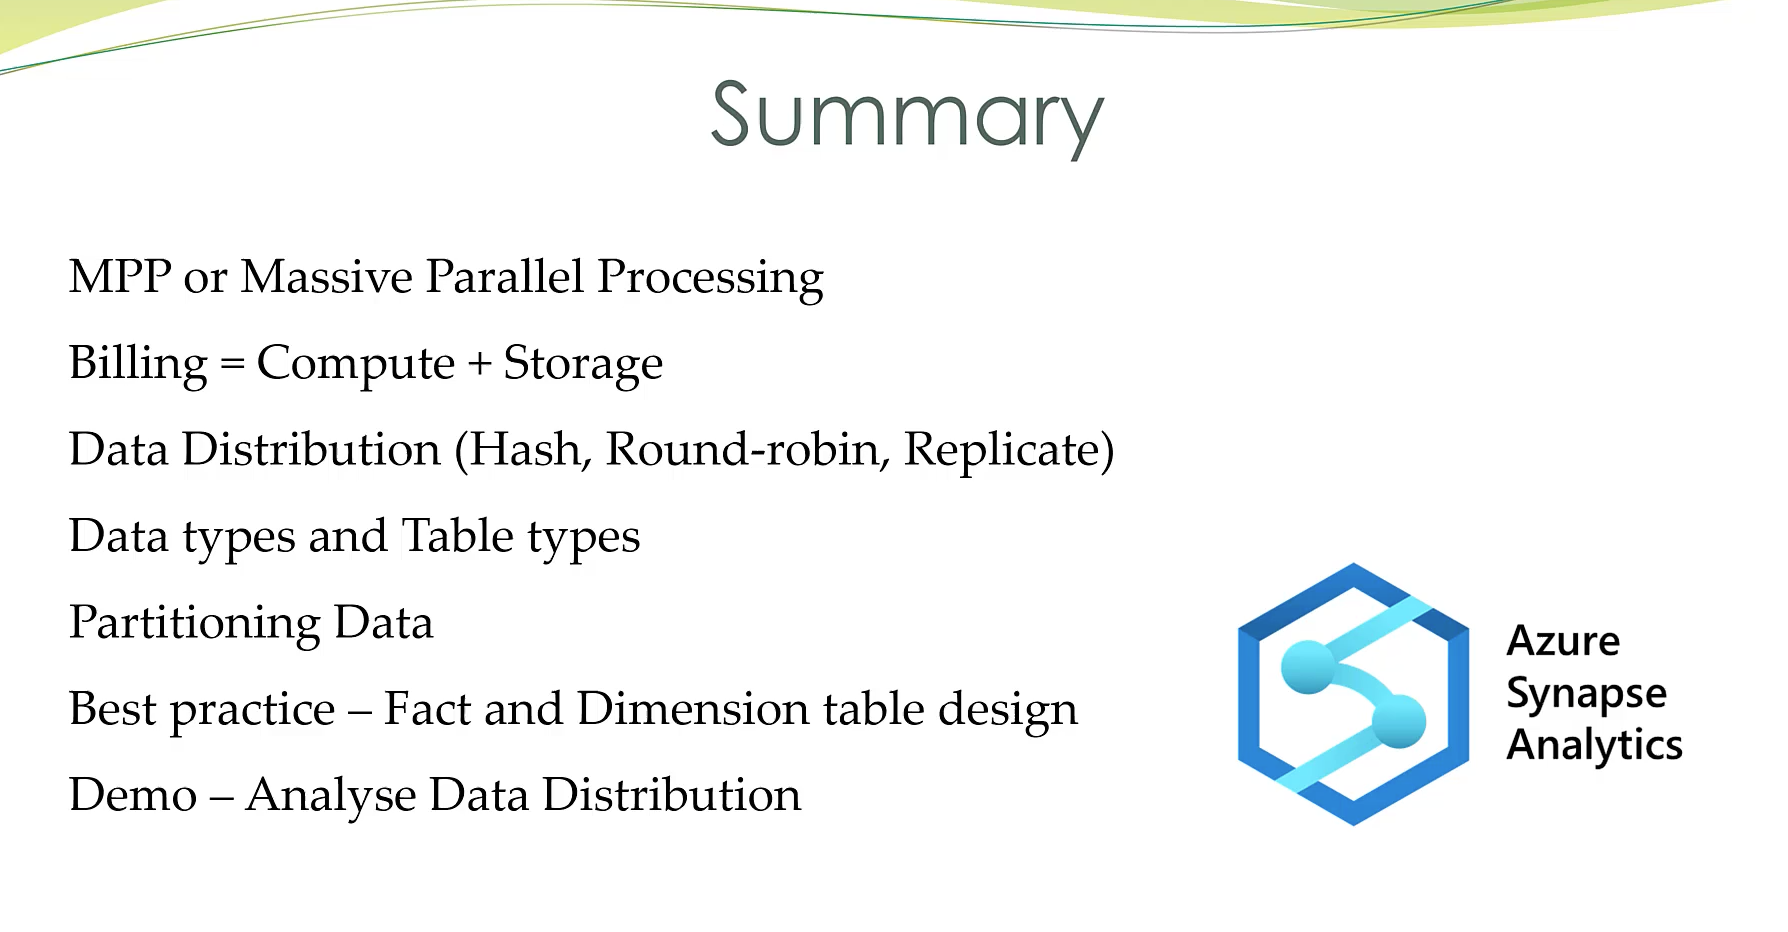 Summary
MPP or Massive Parallel Processing
Billing = Compute + Storage
Data Distribution (Hash, Round-robin, Replicate)
Data types and Table types
Partitioning Data
Best practice – Fact and Dimension table design
Demo – Analyse Data Distribution
Azure
Synapse
Analytics